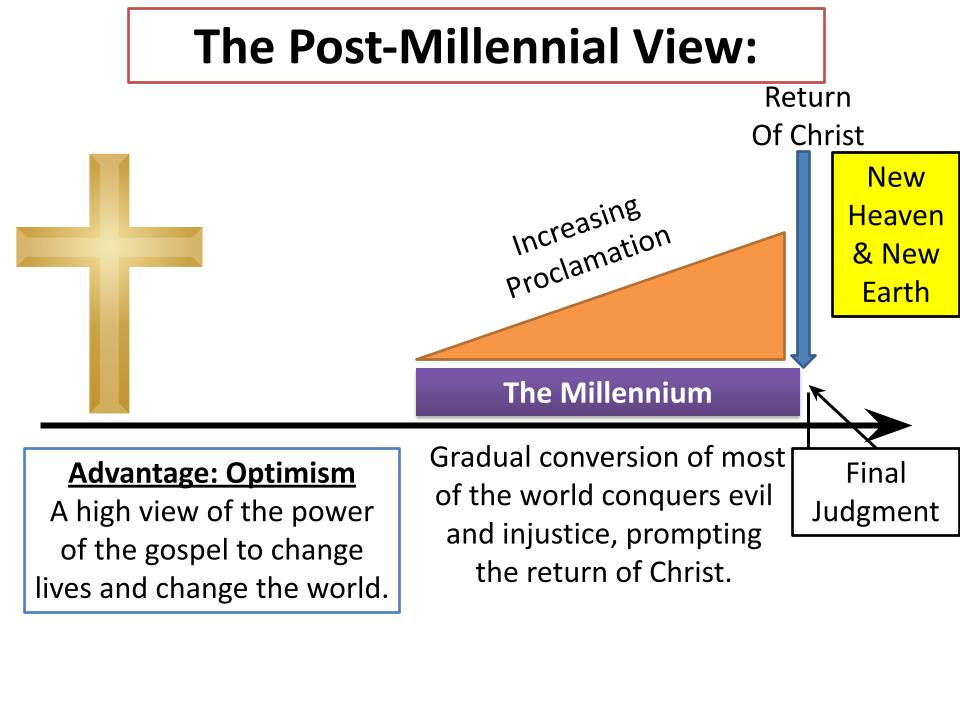 The Post-Millennial View:
Return
Of Christ
New
Heaven
& New
Earth
Increasing
Proclamation
The Millennium
Advantage: Optimism
A high view of the power
of the gospel to change
lives and change the world.
Gradual conversion of most
of the world conquers evil
and injustice, prompting
the return of Christ.
Final
Judgment